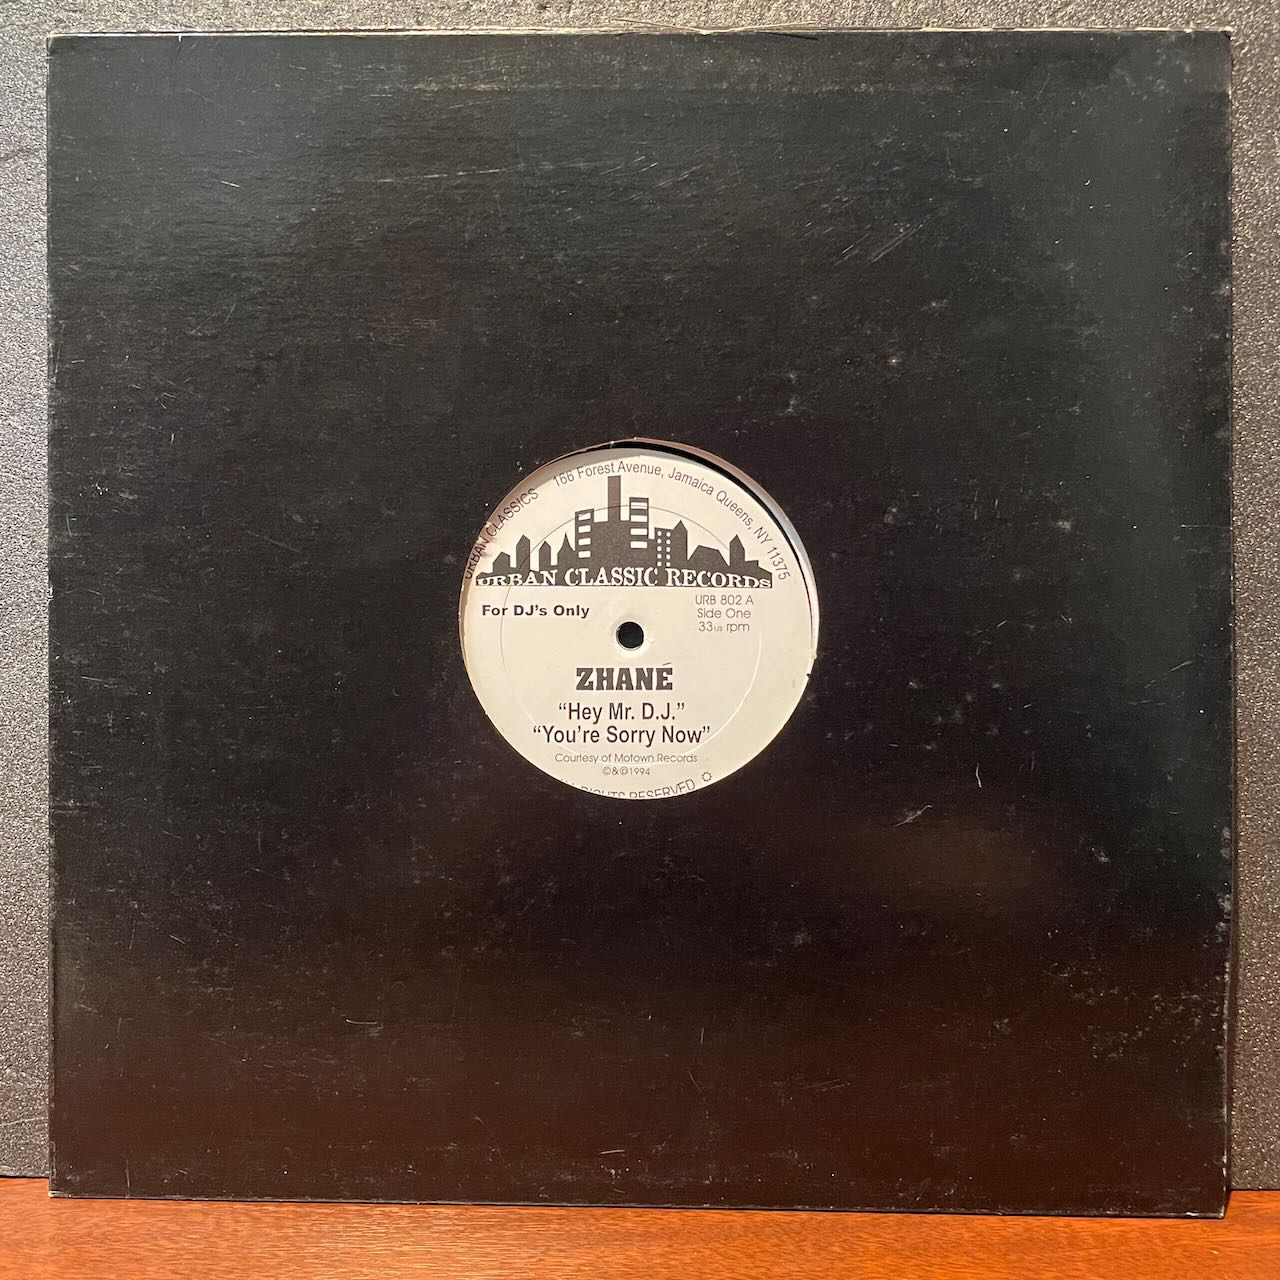 URBAN CLASSICS 166 Forest Avenue, Jamaica Queens, NY 11375
URBAN CLASSIC RECORDS
For DJ's Only
URB 802 A
Side One
33 1/3 rpm
ZHANÉ
“Hey Mr. D.J.”
“You're Sorry Now”
Courtesy of Motown Records
©&℗1994
ALL RIGHTS RESERVED